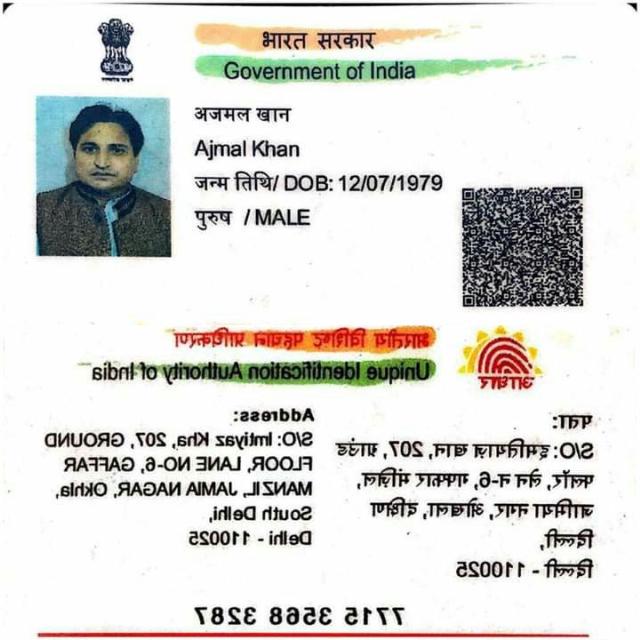 भारत सरकार
Government of India
अजमल खान
Ajmal Khan
जन्म तिथि/ DOB: 12/07/1979
पुरुष / MALE
भारतीय विशिष्ट पहचान प्राधिकरण
Unique Identification Authority of India
आधार
पता:
S/O: इमतियाज खान, 207, ग्राउंड
फ्लॉर, लेन न-6, गफ्फार मंज़िल,
जामिया नगर, ओखला, दक्षिण
दिल्ली,
दिल्ली - 110025
Address:
S/O: Imtiyaz Kha, 207, GROUND
FLOOR, LANE NO-6, GAFFAR
MANZIL, JAMIA NAGAR, Okhla,
South Delhi,
Delhi - 110025
7715 3568 3287